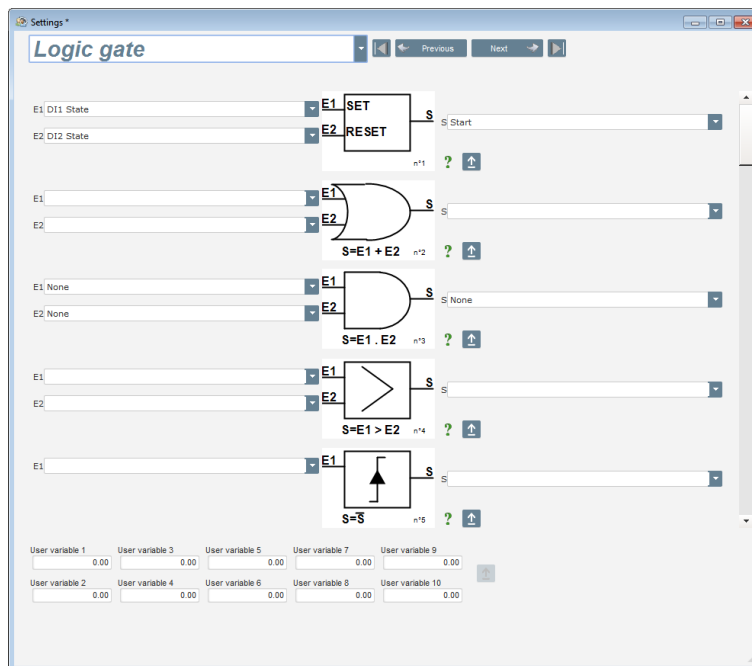 Settings *
Logic gate
Previous
Next
E1 DI1 State
E1 SET
S
S Start
E2 DI2 State
E2 RESET
n°1 ?
E1
E1
S
S
E2
E2
S=E1 + E2 n°2 ?
E1 None
E1
S
S None
E2 None
E2
S=E1 . E2 n°3 ?
E1
E1
S
S
E2
E2
S=E1 > E2 n°4 ?
E1
E1
S
S
S=S̅ n°5 ?
User variable 1 User variable 3 User variable 5 User variable 7 User variable 9
0.00 0.00 0.00 0.00 0.00
User variable 2 User variable 4 User variable 6 User variable 8 User variable 10
0.00 0.00 0.00 0.00 0.00